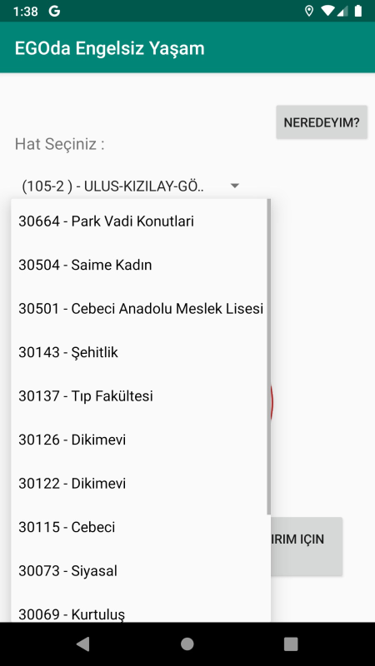 1:38 G
EGOda Engelsiz Yaşam
NEREDEYIM?
Hat Seçiniz :
(105-2 ) - ULUS-KIZILAY-GÖ..
30664 - Park Vadi Konutlari
30504 - Saime Kadın
30501 - Cebeci Anadolu Meslek Lisesi
30143 - Şehitlik
30137 - Tıp Fakültesi
30126 - Dikimevi
30122 - Dikimevi
30115 - Cebeci
IRIM IÇIN
30073 - Siyasal
30069 - Kurtuluş